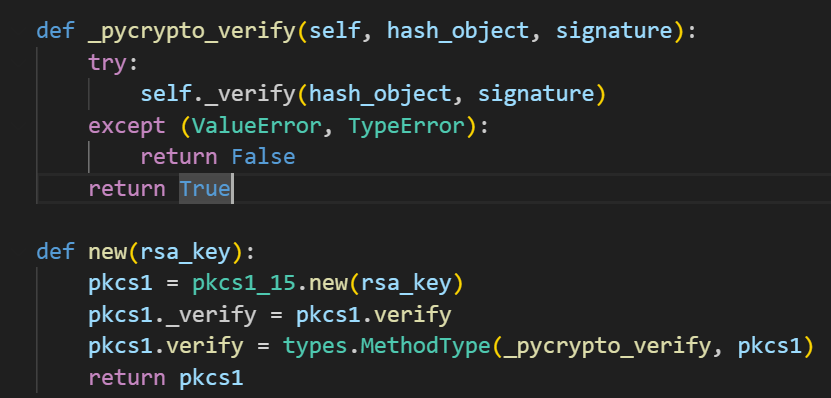 def _pycrypto_verify(self, hash_object, signature):
    try:
        self._verify(hash_object, signature)
    except (ValueError, TypeError):
        return False
    return True

def new(rsa_key):
    pkcs1 = pkcs1_15.new(rsa_key)
    pkcs1._verify = pkcs1.verify
    pkcs1.verify = types.MethodType(_pycrypto_verify, pkcs1)
    return pkcs1